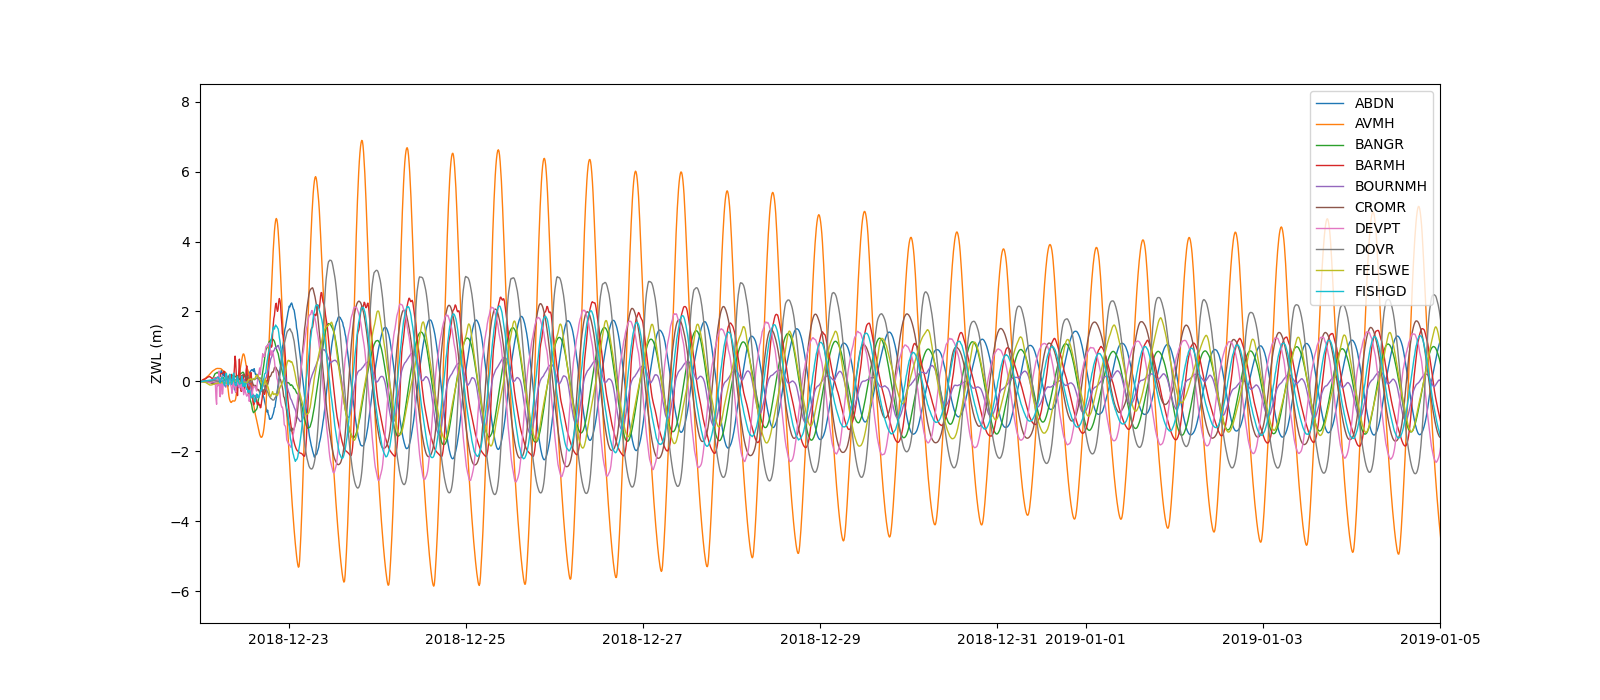 ZWL (m)
8
6
4
2
0
−2
−4
−6
2018-12-23
2018-12-25
2018-12-27
2018-12-29
2018-12-31
2019-01-01
2019-01-03
2019-01-05
ABDN
AVMH
BANGR
BARMH
BOURNMH
CROMR
DEVPT
DOVR
FELSWE
FISHGD